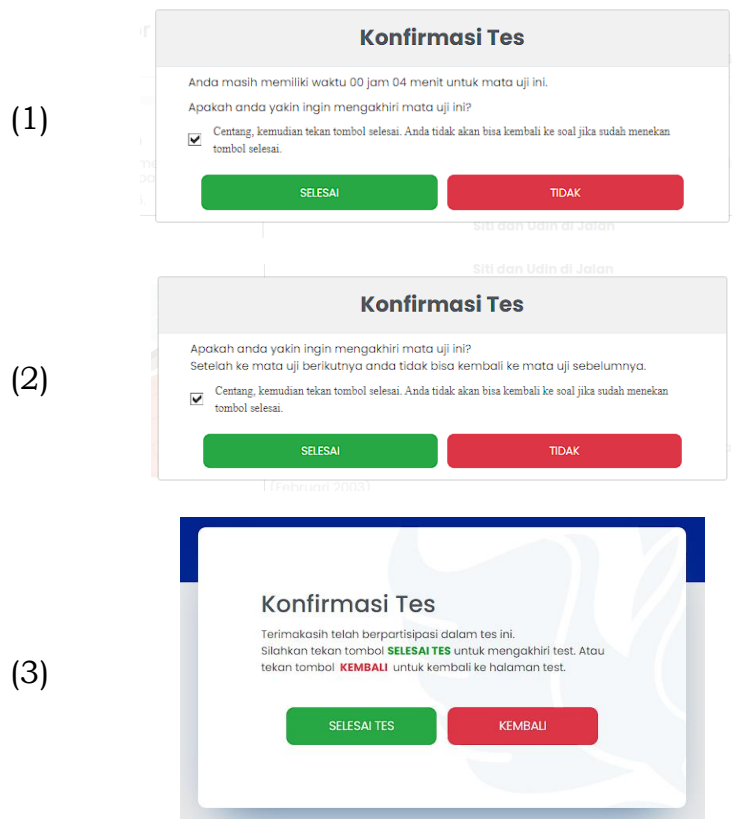 (1)
Konfirmasi Tes
Anda masih memiliki waktu 00 jam 04 menit untuk mata uji ini.
Apakah anda yakin ingin mengakhiri mata uji ini?
Centang, kemudian tekan tombol selesai. Anda tidak akan bisa kembali ke soal jika sudah menekan
tombol selesai.
SELESAI
TIDAK
Siti dan Udin di Jalan
Siti dan Udin di Jalan
(2)
Konfirmasi Tes
Apakah anda yakin ingin mengakhiri mata uji ini?
Setelah ke mata uji berikutnya anda tidak bisa kembali ke mata uji sebelumnya.
Centang, kemudian tekan tombol selesai. Anda tidak akan bisa kembali ke soal jika sudah menekan
tombol selesai.
SELESAI
TIDAK
(Februari 2003)
(3)
Konfirmasi Tes
Terimakasih telah berpartisipasi dalam tes ini.
Silahkan tekan tombol SELESAI TES untuk mengakhiri test. Atau
tekan tombol KEMBALI untuk kembali ke halaman test.
SELESAI TES
KEMBALI